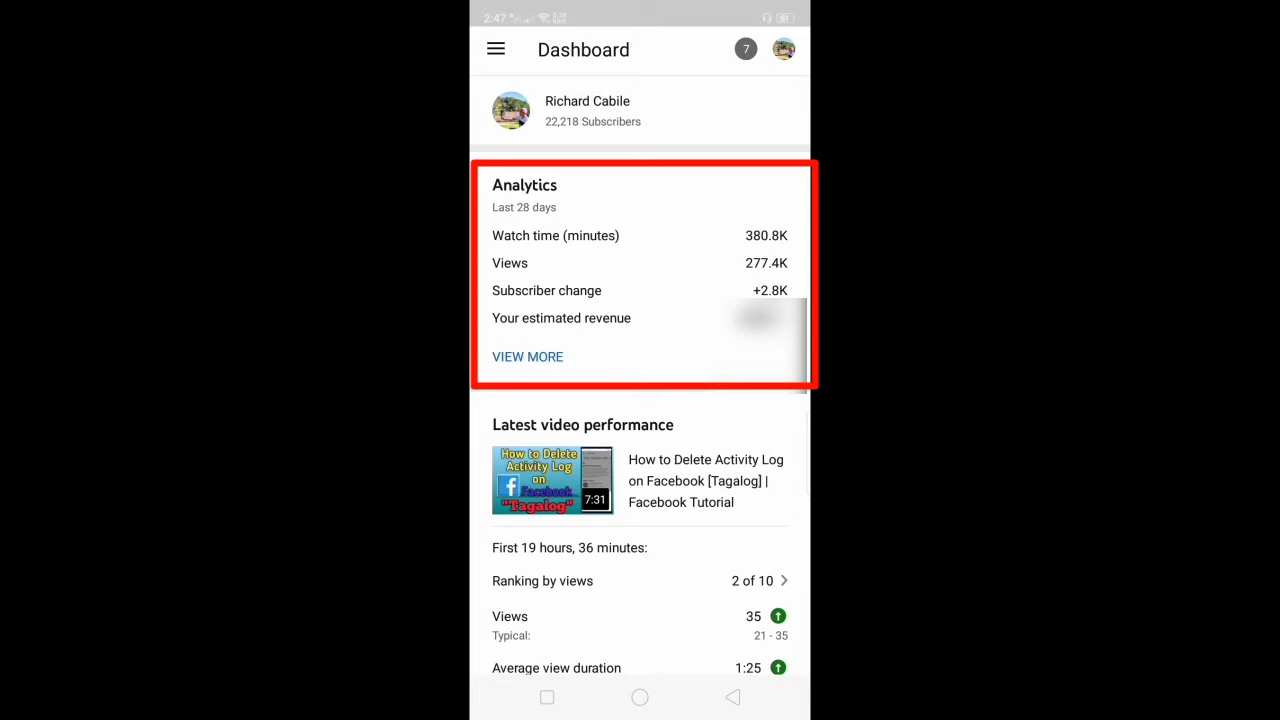 2:47
Dashboard
7
Richard Cabile
22,218 Subscribers
Analytics
Last 28 days
Watch time (minutes) 380.8K
Views 277.4K
Subscriber change +2.8K
Your estimated revenue
VIEW MORE
Latest video performance
How to Delete
Activity Log
on
Facebook
"Tagalog"
7:31
How to Delete Activity Log
on Facebook [Tagalog] |
Facebook Tutorial
First 19 hours, 36 minutes:
Ranking by views 2 of 10
Views 35
Typical: 21 - 35
Average view duration 1:25